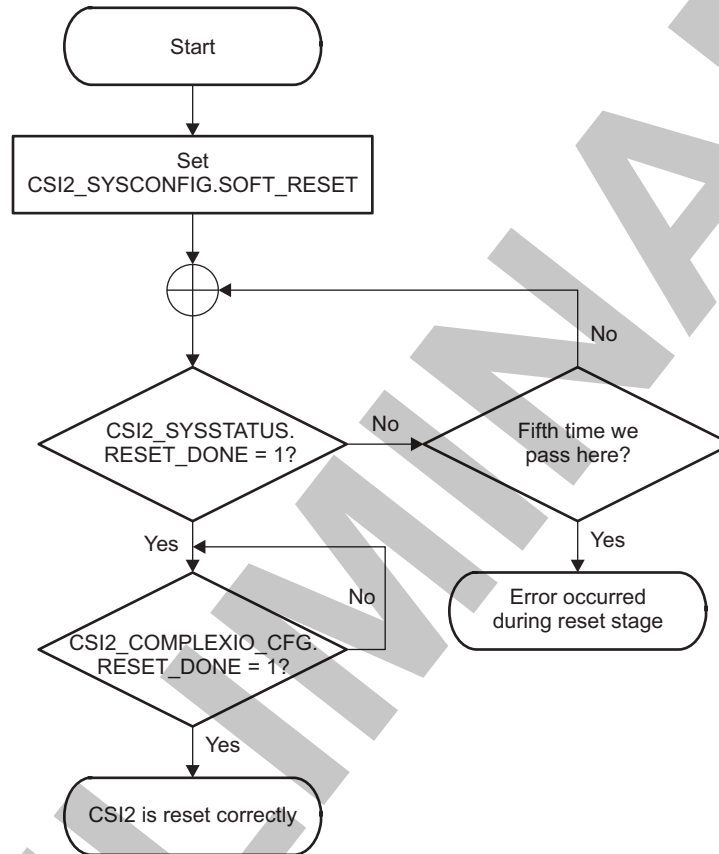 Start
Set
CSI2_SYSCONFIG.SOFT_RESET
No
CSI2_SYSSTATUS.
RESET_DONE = 1?
No
Fifth time we
pass here?
Yes
Yes
No
Error occurred
during reset stage
CSI2_COMPLEXIO_CFG.
RESET_DONE = 1?
Yes
CSI2 is reset correctly